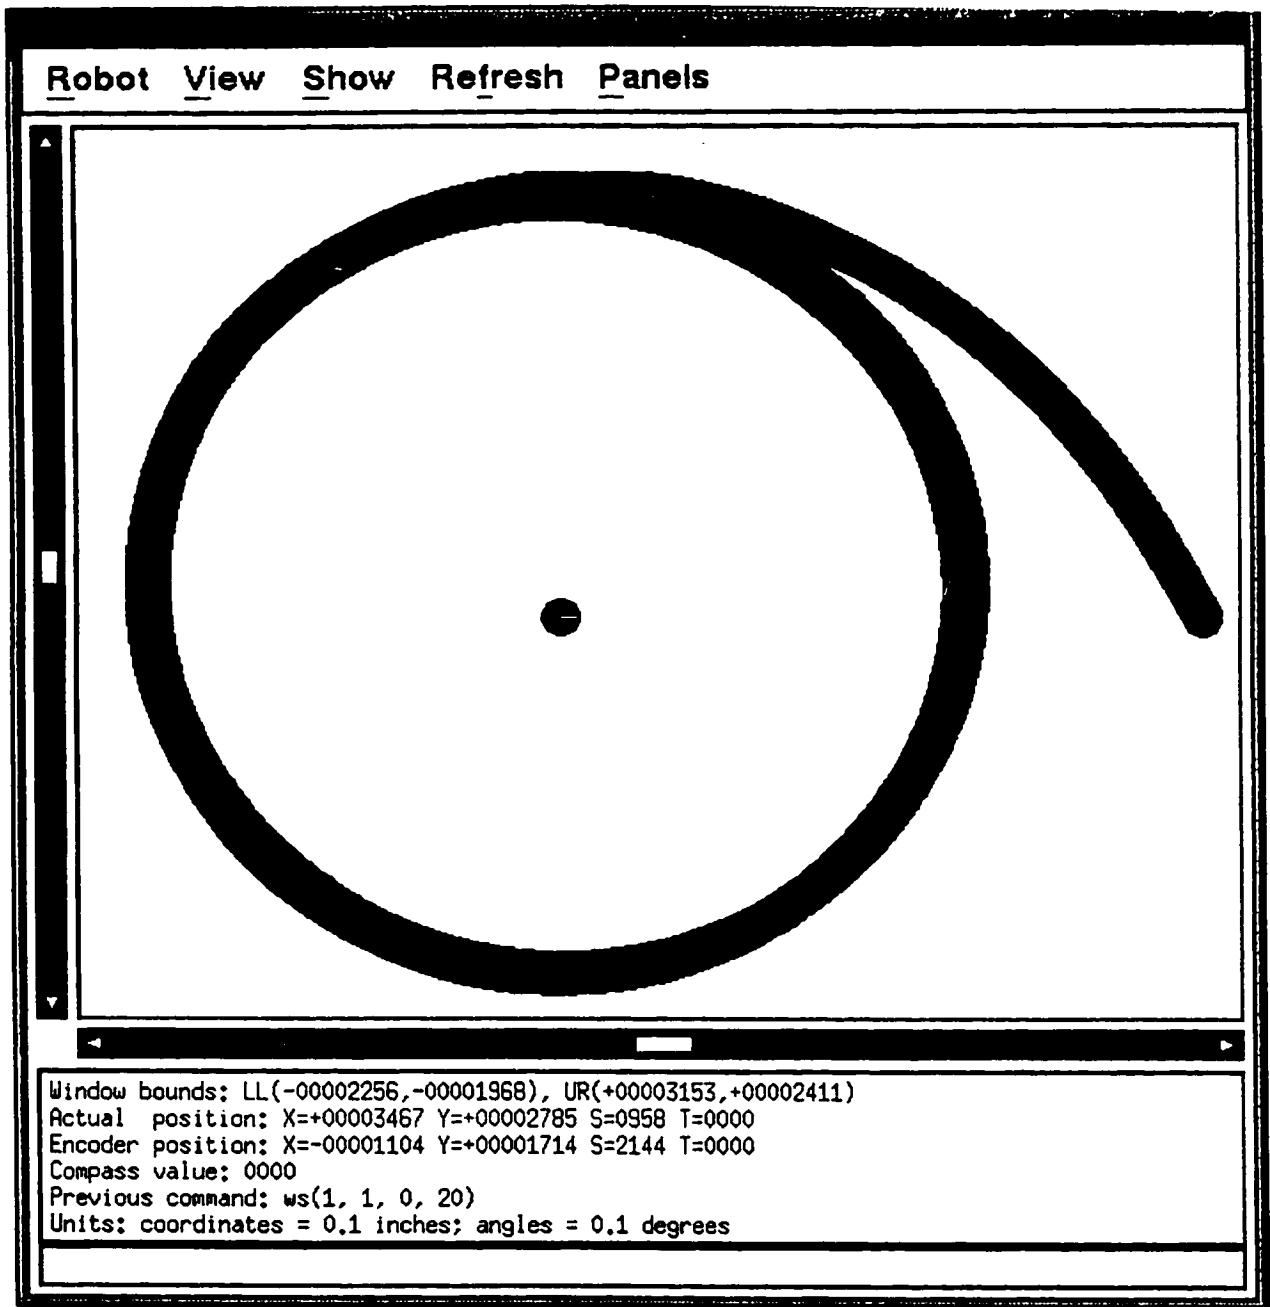 Robot View Show Refresh Panels
Window bounds: LL(-00002256,-00001968), UR(+00003153,+00002411)
Actual position: X=+00003467 Y=+00002785 S=0958 T=0000
Encoder position: X=-00001104 Y=+00001714 S=2144 T=0000
Compass value: 0000
Previous command: ws(1, 1, 0, 20)
Units: coordinates = 0.1 inches; angles = 0.1 degrees